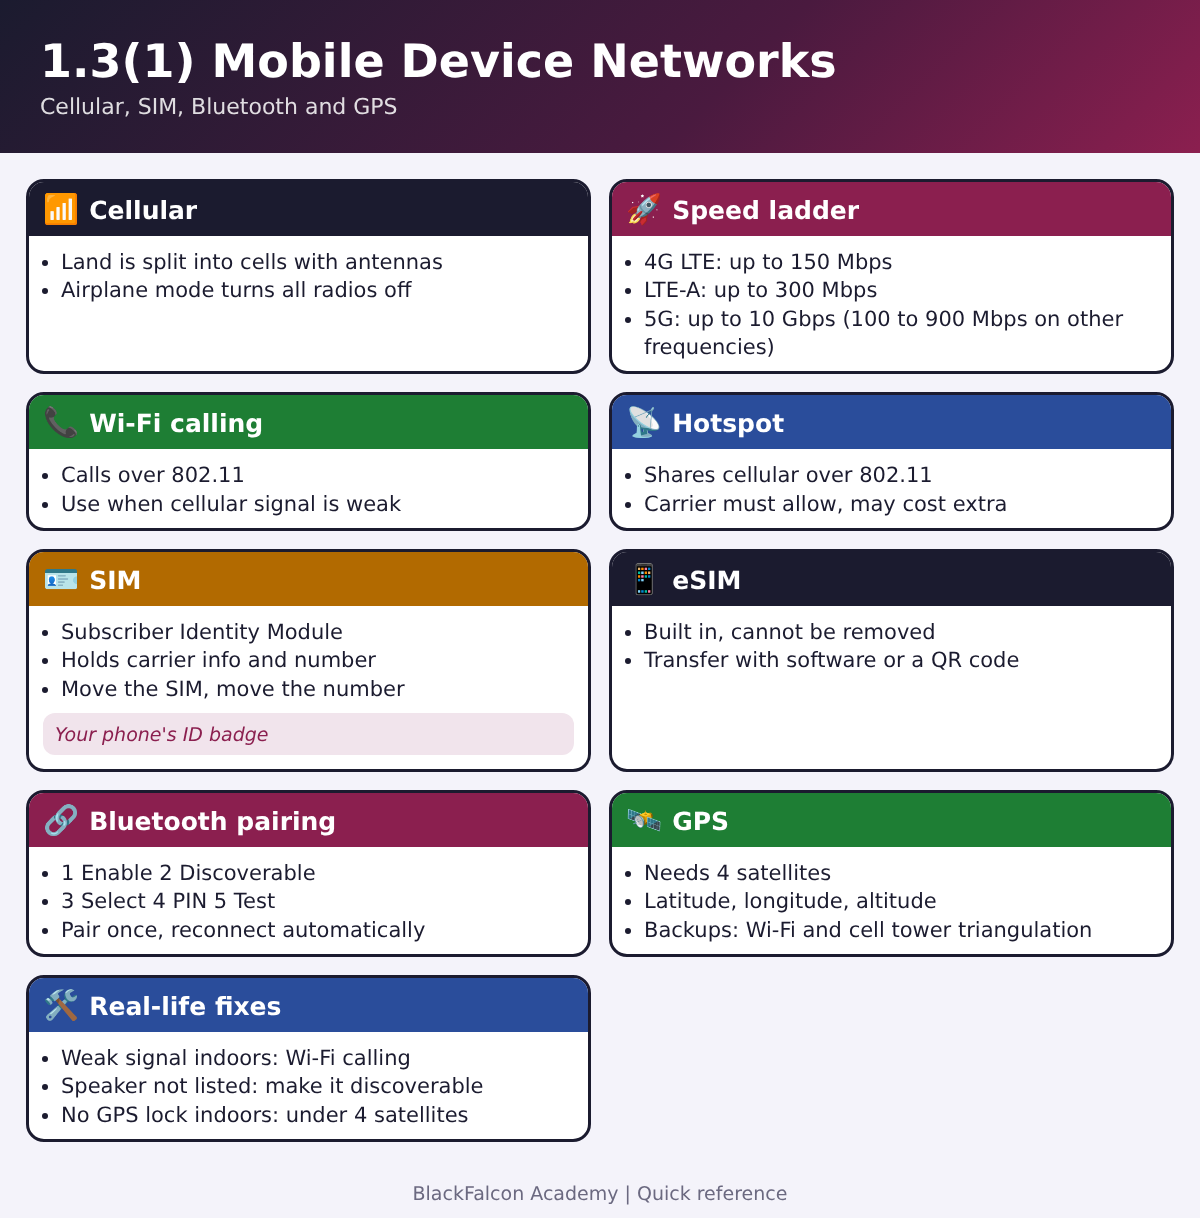 1.3(1) Mobile Device Networks
Cellular, SIM, Bluetooth and GPS
Cellular
• Land is split into cells with antennas
• Airplane mode turns all radios off
Speed ladder
• 4G LTE: up to 150 Mbps
• LTE-A: up to 300 Mbps
• 5G: up to 10 Gbps (100 to 900 Mbps on other
frequencies)
Wi-Fi calling
• Calls over 802.11
• Use when cellular signal is weak
Hotspot
• Shares cellular over 802.11
• Carrier must allow, may cost extra
SIM
• Subscriber Identity Module
• Holds carrier info and number
• Move the SIM, move the number
Your phone's ID badge
eSIM
• Built in, cannot be removed
• Transfer with software or a QR code
Bluetooth pairing
• 1 Enable 2 Discoverable
• 3 Select 4 PIN 5 Test
• Pair once, reconnect automatically
GPS
• Needs 4 satellites
• Latitude, longitude, altitude
• Backups: Wi-Fi and cell tower triangulation
Real-life fixes
• Weak signal indoors: Wi-Fi calling
• Speaker not listed: make it discoverable
• No GPS lock indoors: under 4 satellites
BlackFalcon Academy | Quick reference